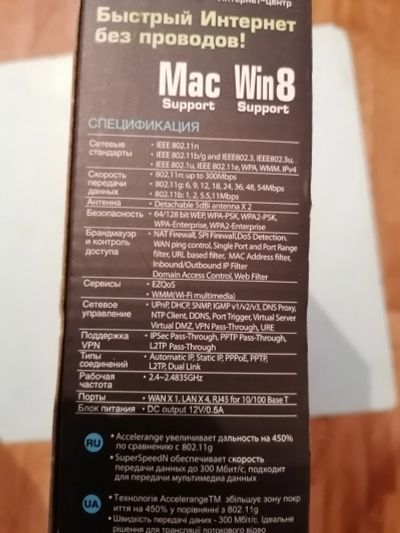 Интернет-центр
Быстрый Интернет
без проводов!
Mac Win8
Support Support
СПЕЦИФИКАЦИЯ
Сетевые стандарты • IEEE 802.11n
• IEEE 802.11b/g and IEEE802.3, IEEE802.3u,
• IEEE 802.1u, IEEE 802.11e, WPA, WMM, IPv4
Скорость передачи данных • 802.11n: up to 300Mbps
• 802.11g: 6, 9, 12, 18, 24, 36, 48, 54Mbps
• 802.11b: 1, 2, 5.5,11Mbps
Антенна • Detachable 5dBi antenna X 2
Безопасность • 64/128 bit WEP, WPA-PSK, WPA2-PSK,
WPA-Enterprise, WPA2-Enterprise
Брандмауэр и контроль доступа • NAT Firewall, SPI Firewall,DoS Detection.
WAN ping control, Single Port and Port Range
filter, URL based filter, MAC Address filter,
Inbound/Outbound IP Filter
Domain Access Control, Web Filter
Сервисы • EZQoS
• WMM(Wi-Fi multimedia)
Сетевое управление • UPnP, DHCP, SNMP, IGMP v1/v2/v3, DNS Proxy,
NTP Client, DDNS, Port Trigger, Virtual Server
Virtual DMZ, VPN Pass-Through, URE
Поддержка VPN • IPSec Pass-Through, PPTP Pass-Through,
L2TP Pass-Through
Типы соединений • Automatic IP, Static IP, PPPoE, PPTP,
L2TP, Dual Link
Рабочая частота • 2.4~2.4835GHz
Порты • WAN X 1, LAN X 4, RJ45 for 10/100 Base T
Блок питания • DC output 12V/0.5A
RU • Accelerange увеличивает дальность на 450%
по сравнению с 802.11g
• SuperSpeedN обеспечивает скорость
передачи данных до 300 Мбит/с, подходит
для передачи мультимедиа данных
UA • Технологія AccelerangeTM збільшує зону покр
иття на 450% у порівнянні з 802.11g
• Швидкість передачі даних - 300 Мбіт/с. Ідеальне
рішення для трансляції потокового відео